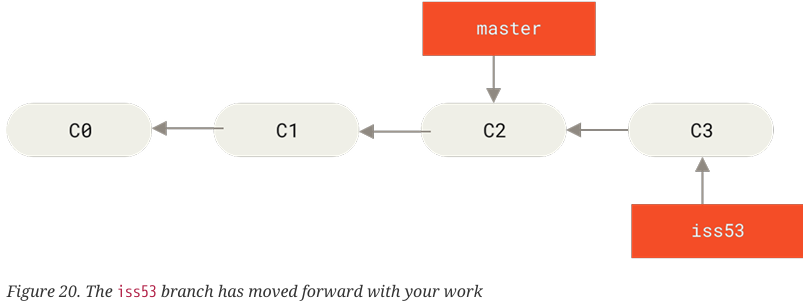 master
C0 C1 C2 C3
iss53
Figure 20. The iss53 branch has moved forward with your work